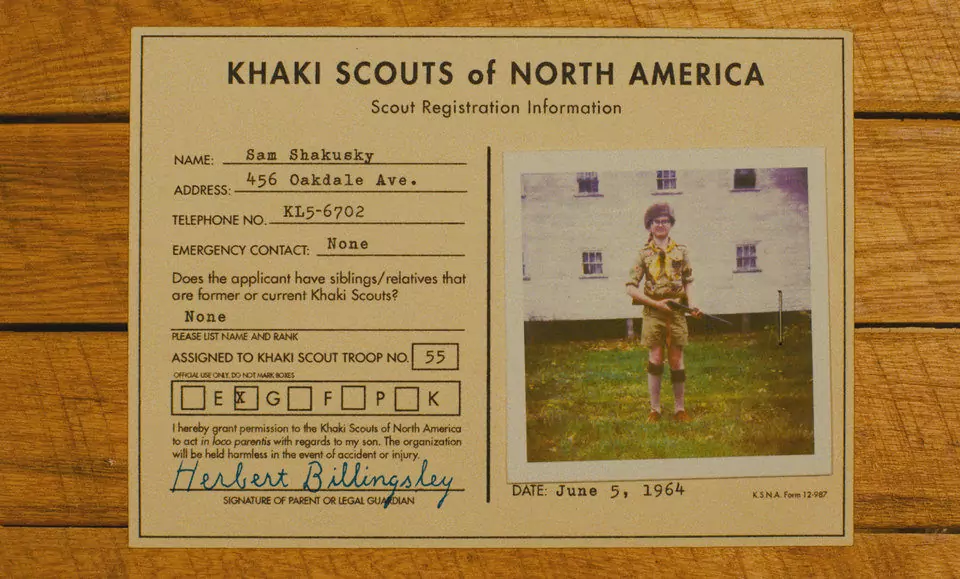 KHAKI SCOUTS of NORTH AMERICA
Scout Registration Information
NAME: Sam Shakusky
ADDRESS: 456 Oakdale Ave.
TELEPHONE NO. KL5-6702
EMERGENCY CONTACT: None
Does the applicant have siblings/relatives that
are former or current Khaki Scouts?
None
PLEASE LIST NAME AND RANK
ASSIGNED TO KHAKI SCOUT TROOP NO. 55
OFFICIAL USE ONLY, DO NOT MARK BOXES
E X G F P K
I hereby grant permission to the Khaki Scouts of North America
to act in loco parentis with regards to my son. The organization
will be held harmless in the event of accident or injury.
Herbert Billingsley
SIGNATURE OF PARENT OR LEGAL GUARDIAN
DATE: June 5, 1964
K.S.N.A. Form 12-987